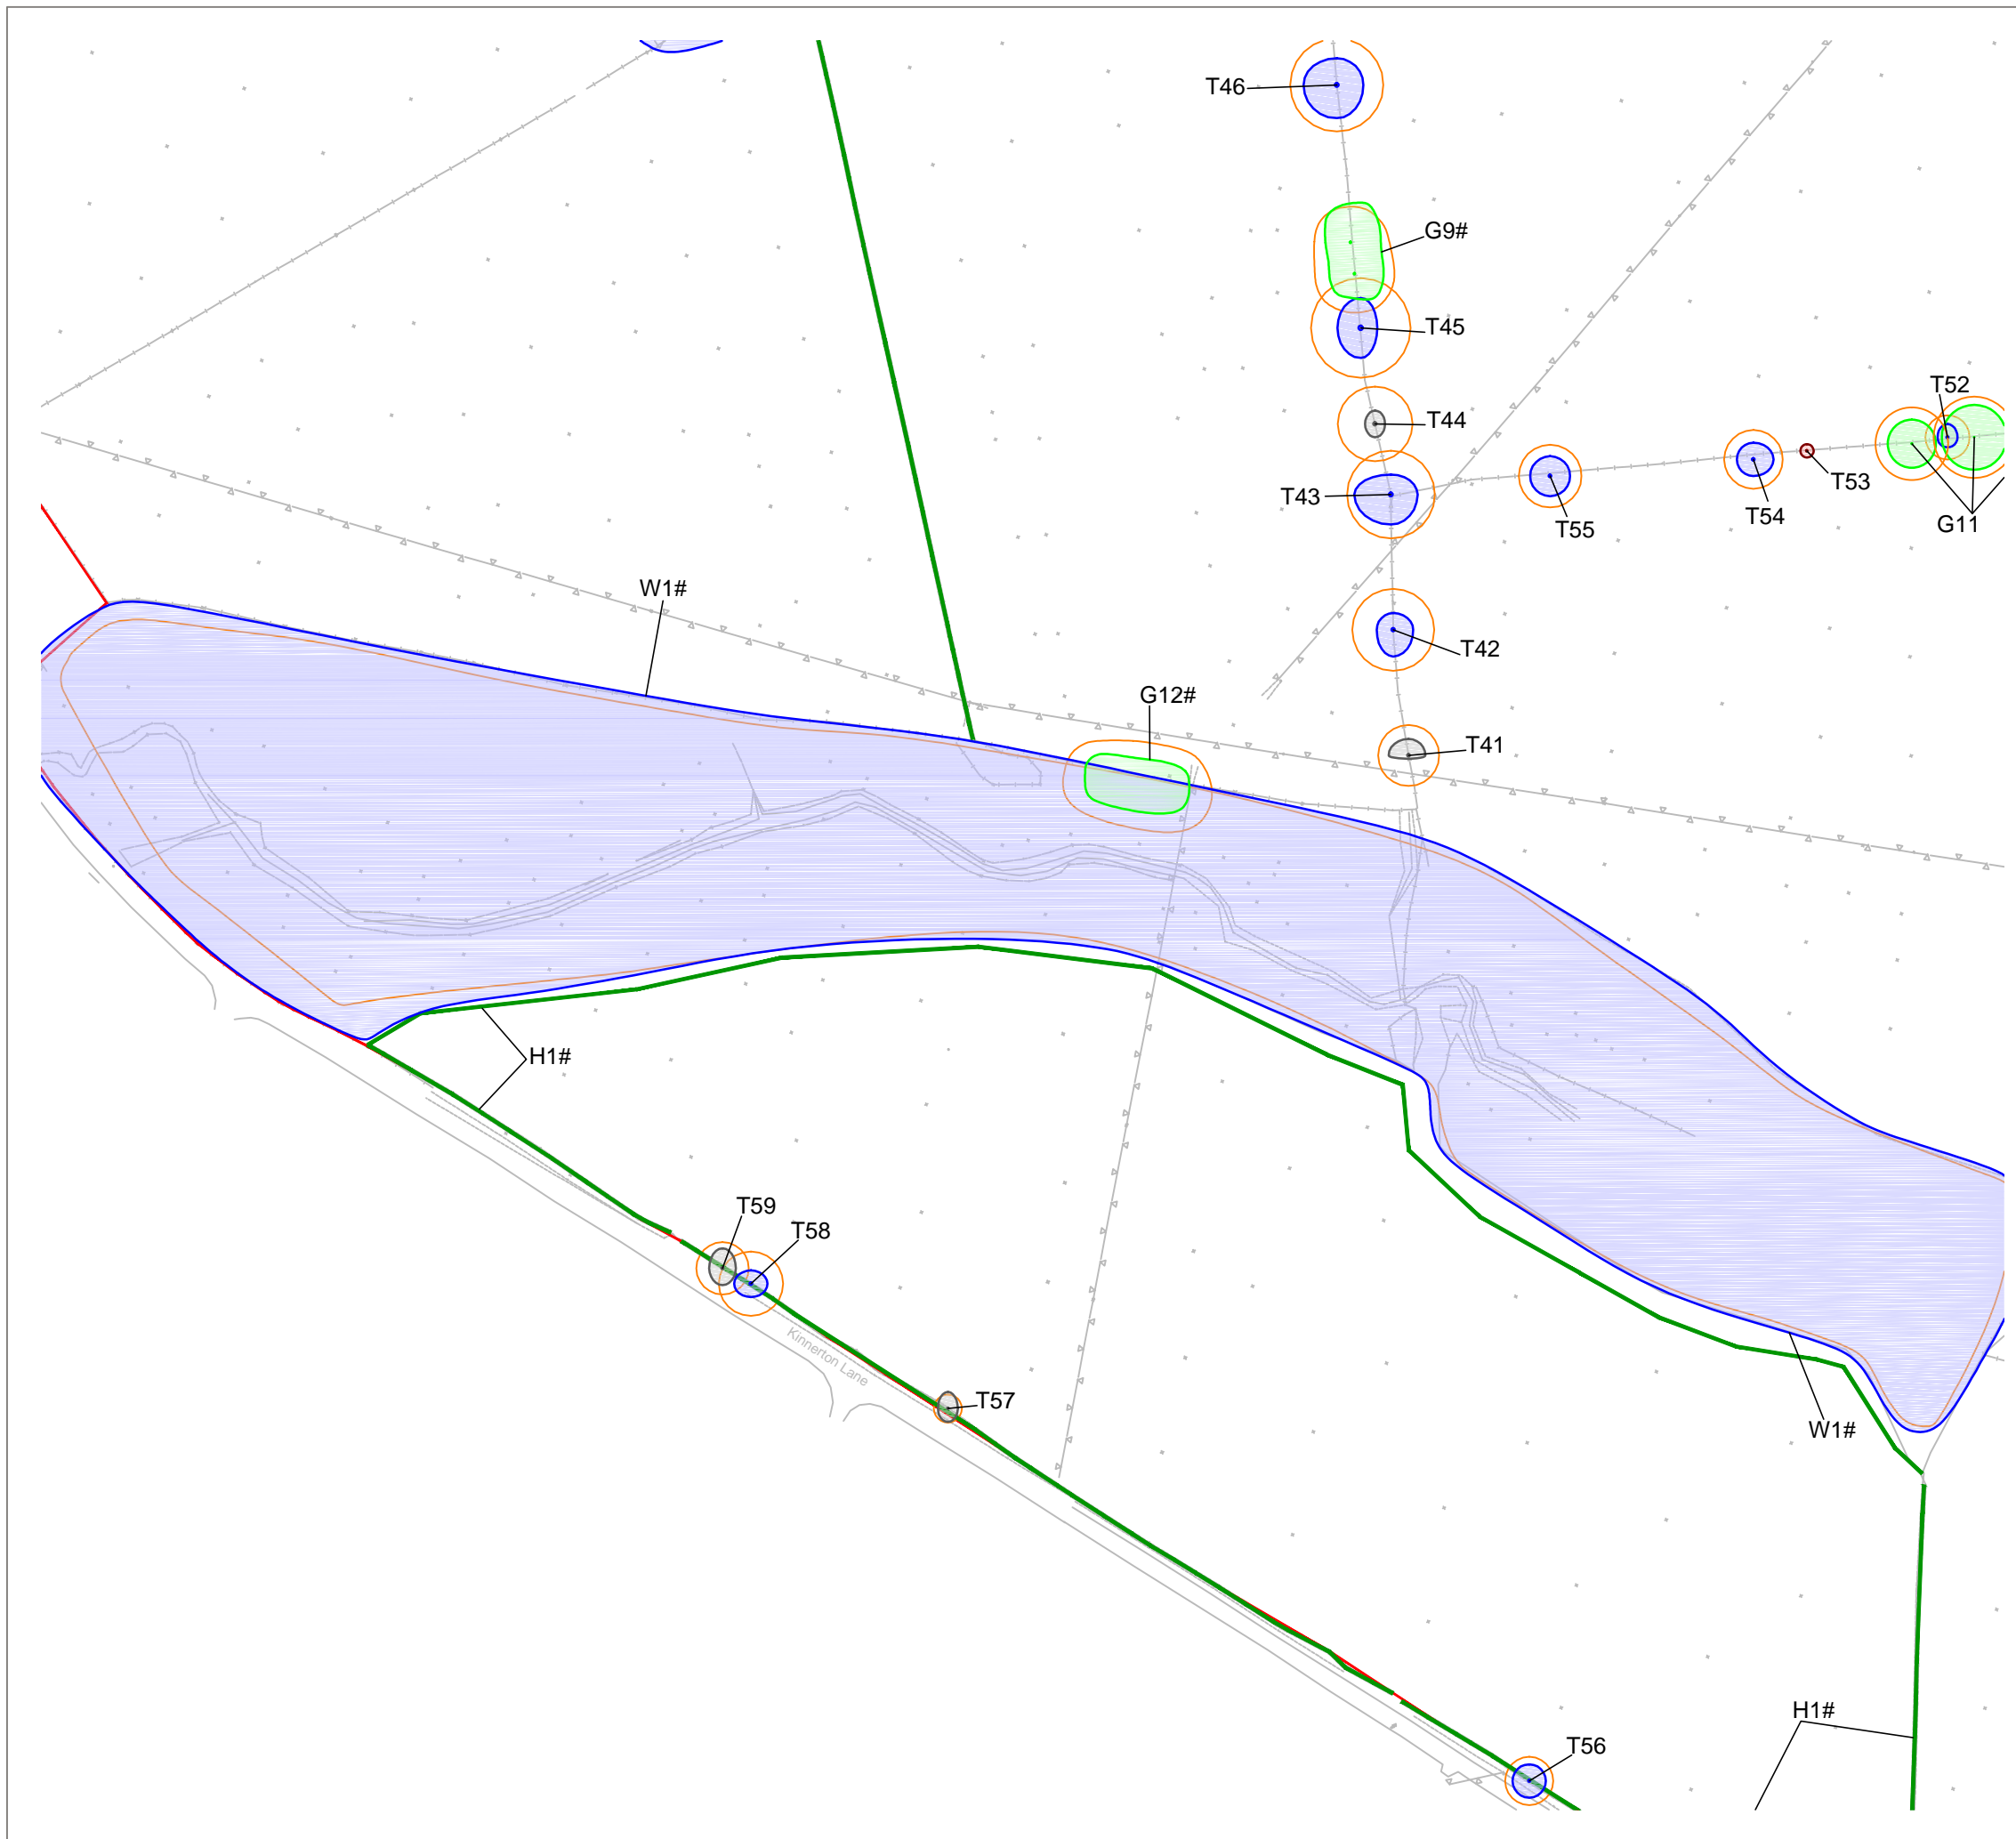 T46
G9#
T45
T52
T44
T53
T43
T54
G11
T55
W1#
T42
G12#
T41
H1#
T59
T58
Kinnerton Lane
T57
W1#
H1#
T56